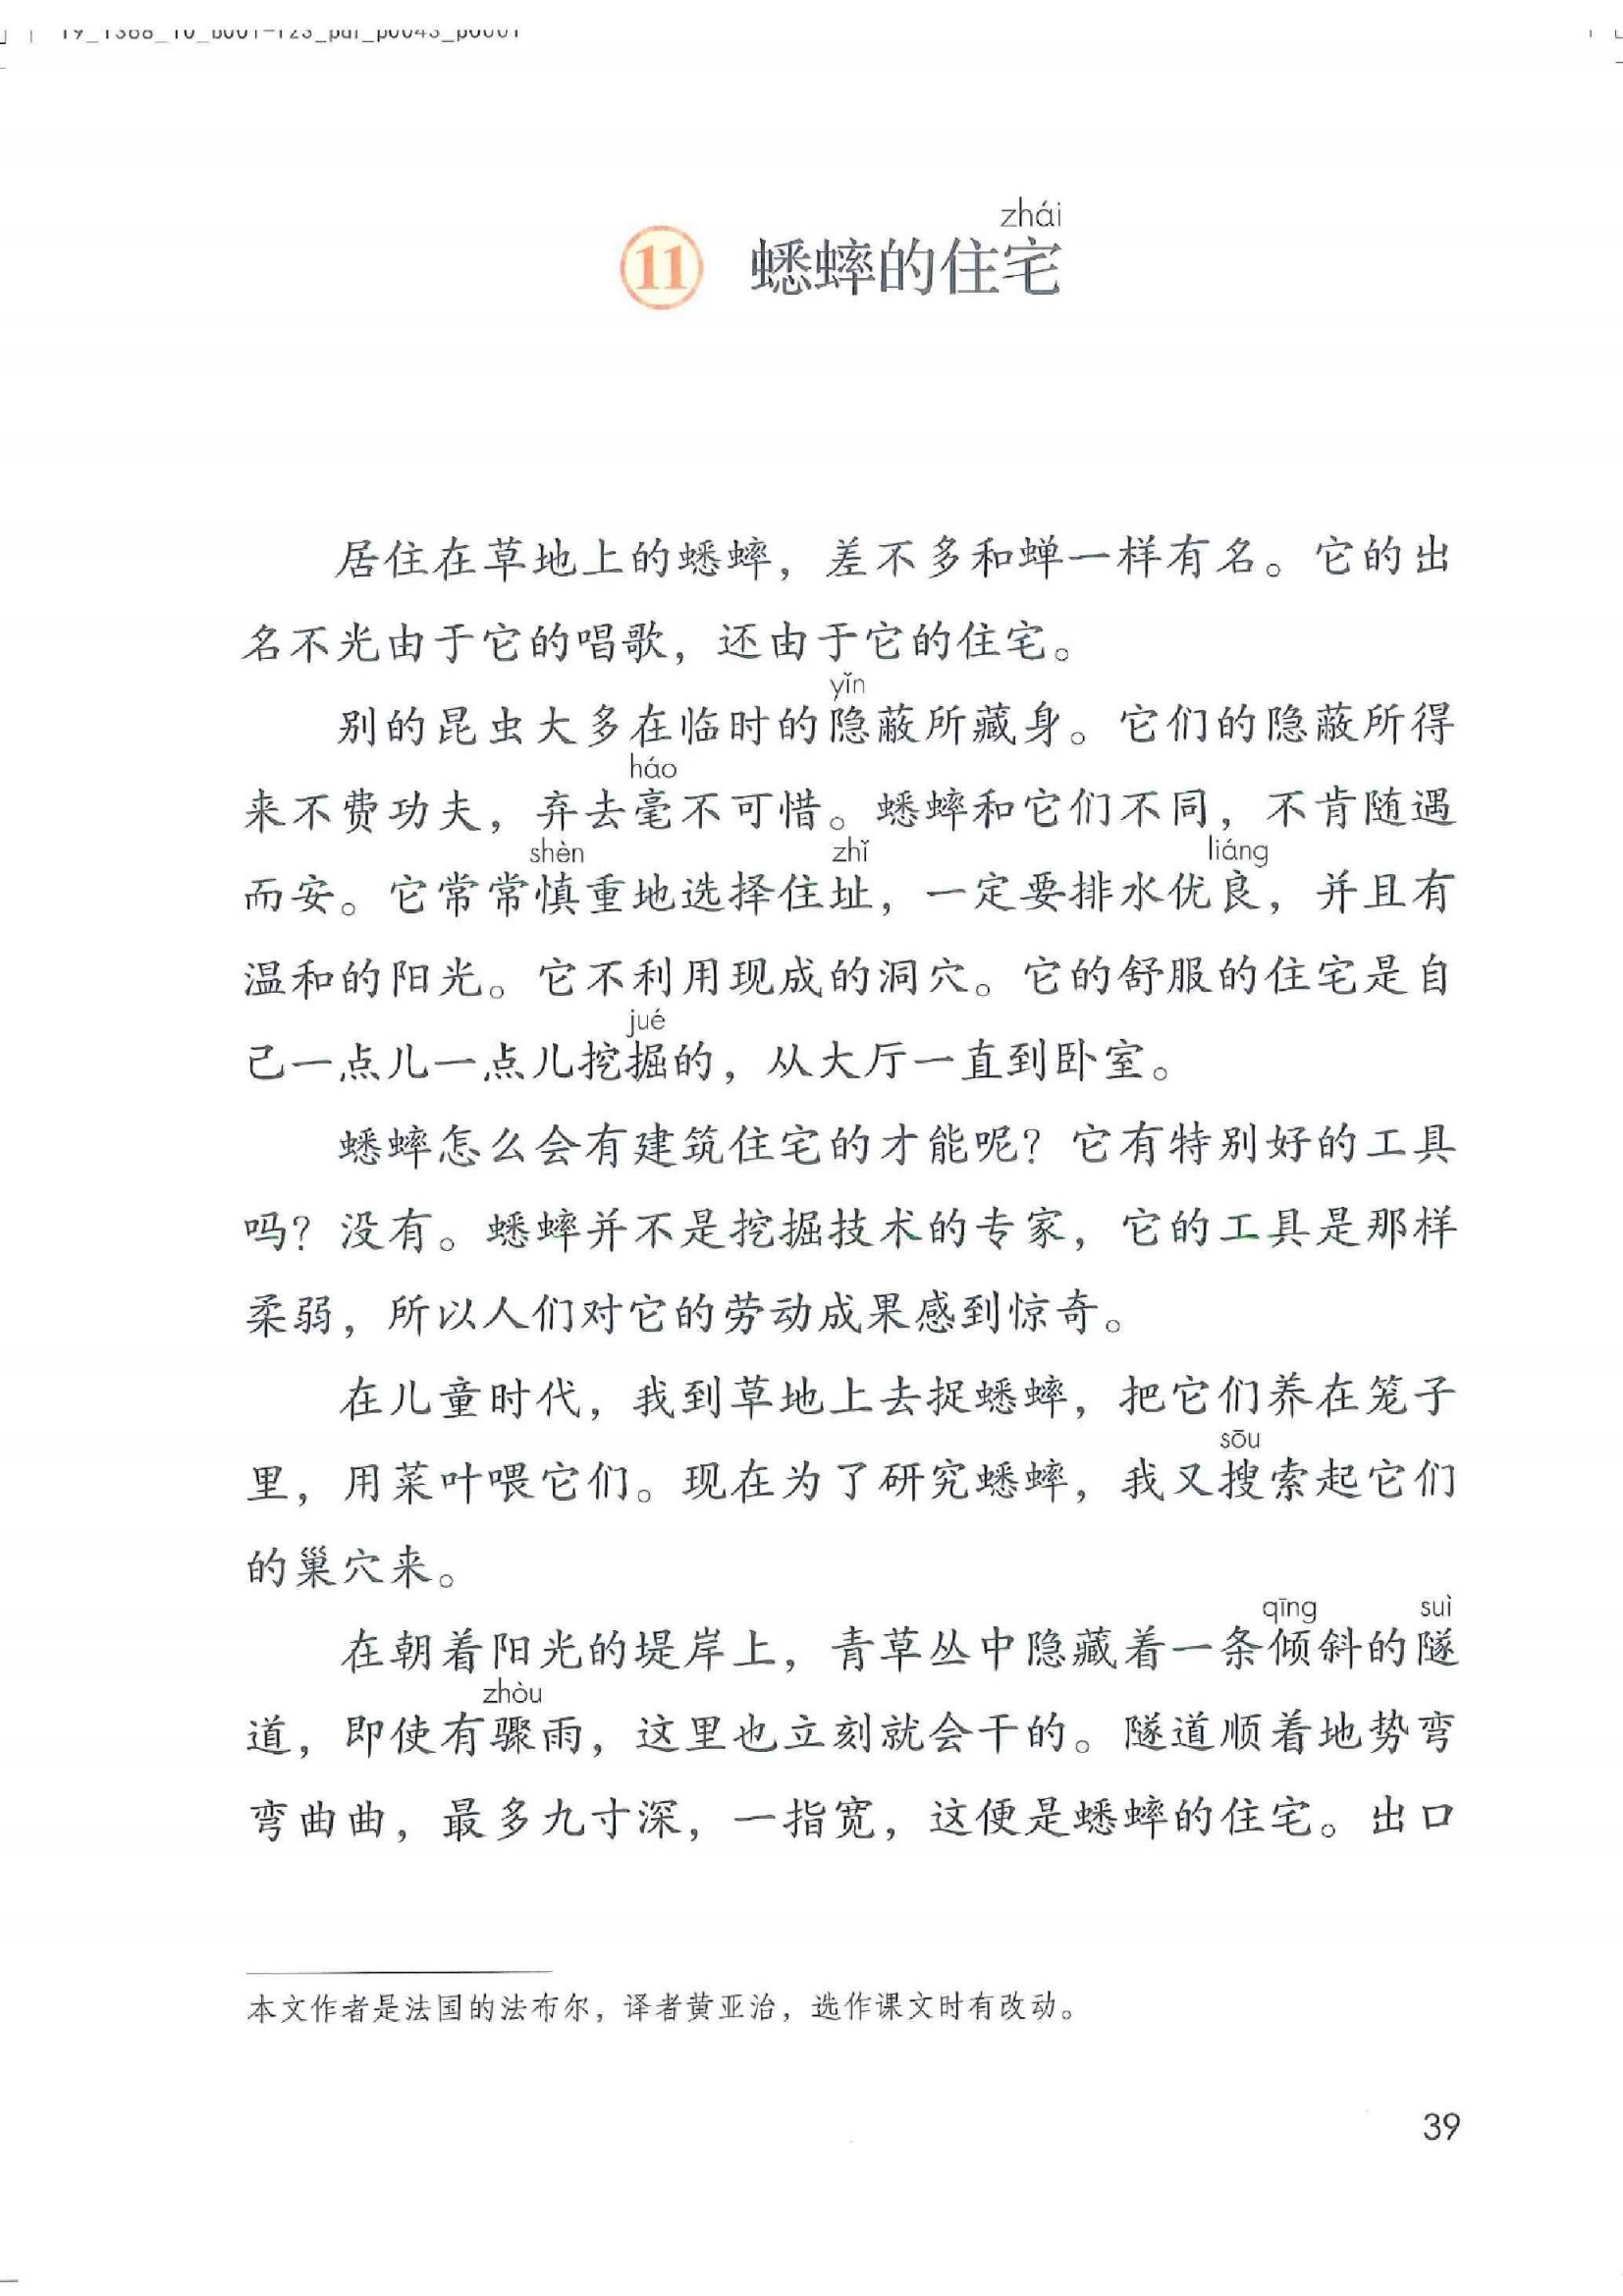 zhái
11 蟋蟀的住宅
居住在草地上的蟋蟀，差不多和蝉一样有名。它的出
名不光由于它的唱歌，还由于它的住宅。
yǐn
别的昆虫大多在临时的隐蔽所藏身。它们的隐蔽所得
háo
来不费功夫，弃去毫不可惜。蟋蟀和它们不同，不肯随遇
shèn zhǐ liáng
而安。它常常慎重地选择住址，一定要排水优良，并且有
温和的阳光。它不利用现成的洞穴。它的舒服的住宅是自
jué
己一点儿一点儿挖掘的，从大厅一直到卧室。
蟋蟀怎么会有建筑住宅的才能呢？它有特别好的工具
吗？没有。蟋蟀并不是挖掘技术的专家，它的工具是那样
柔弱，所以人们对它的劳动成果感到惊奇。
在儿童时代，我到草地上去捉蟋蟀，把它们养在笼子
sōu
里，用菜叶喂它们。现在为了研究蟋蟀，我又搜索起它们
的巢穴来。
qīng suì
在朝着阳光的堤岸上，青草丛中隐藏着一条倾斜的隧
zhòu
道，即使有骤雨，这里也立刻就会干的。隧道顺着地势弯
弯曲曲，最多九寸深，一指宽，这便是蟋蟀的住宅。出口
本文作者是法国的法布尔，译者黄亚治，选作课文时有改动。
39